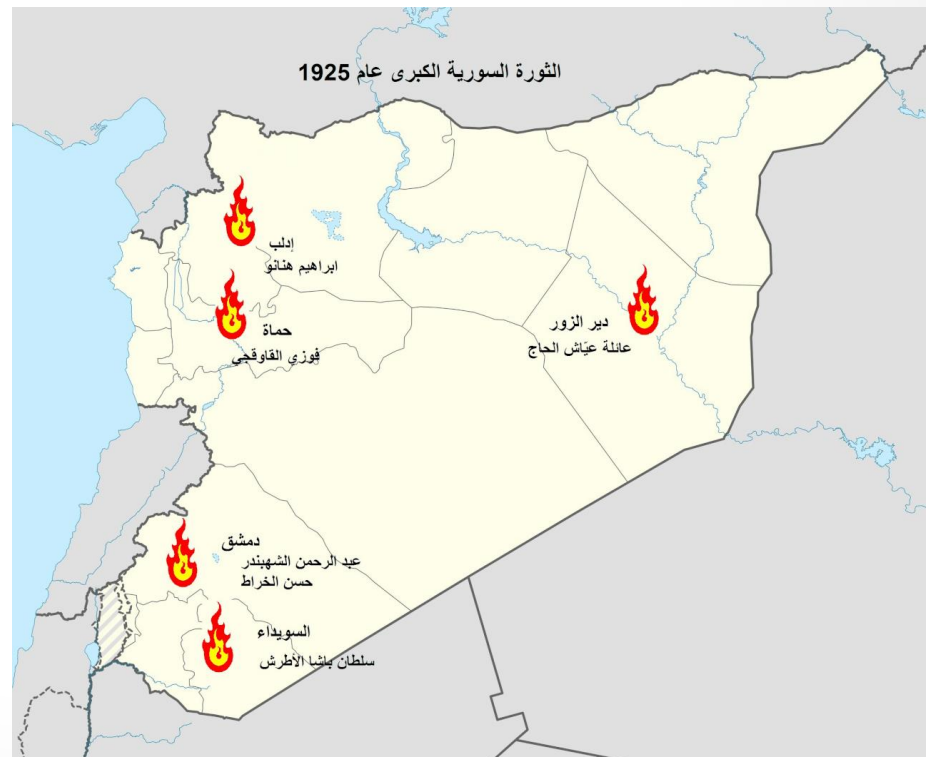 الثورة السورية الكبرى عام 1925
إدلب
ابراهيم هنانو
حماة
فوزي القاوقجي
دير الزور
عائلة عيّاش الحاج
دمشق
عبد الرحمن الشهبندر
حسن الخراط
السويداء
سلطان باشا الأطرش